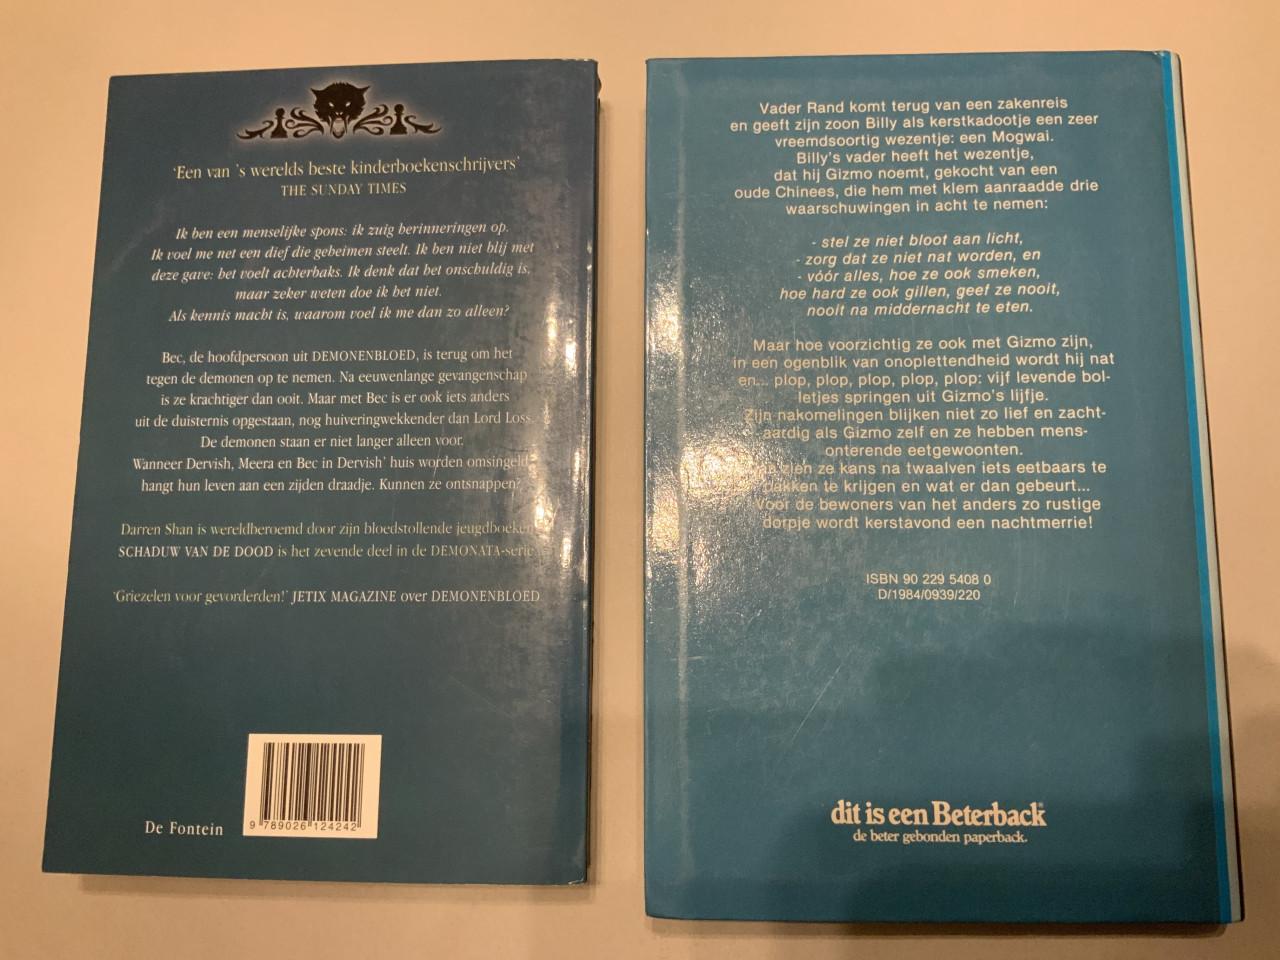 'Een van 's werelds beste kinderboekenschrijvers'
THE SUNDAY TIMES
Ik ben een menselijke spons: ik zuig herinneringen op.
Ik voel me net een dief die geheimen steelt. Ik ben niet blij met
deze gave: het voelt achterbaks. Ik denk dat het onschuldig is,
maar zeker weten doe ik het niet.
Als kennis macht is, waarom voel ik me dan zo alleen?
Bec, de hoofdpersoon uit DEMONENBLOED, is terug om het
tegen de demonen op te nemen. Na eeuwenlange gevangenschap
is ze krachtiger dan ooit. Maar met Bec is er ook iets anders
uit de duisternis opgestaan, nog huiveringwekkender dan Lord Loss.
De demonen staan er niet langer alleen voor.
Wanneer Dervish, Meera en Bec in Dervish' huis worden omsingeld,
hangt hun leven aan een zijden draadje. Kunnen ze ontsnappen?
Darren Shan is wereldberoemd door zijn bloedstollende jeugdboeken.
SCHADUW VAN DE DOOD is het zevende deel in de DEMONATA-serie.
'Griezelen voor gevorderden!' JETIX MAGAZINE over DEMONENBLOED
De Fontein
9 789026 124242
Vader Rand komt terug van een zakenreis
en geeft zijn zoon Billy als kerstkadootje een zeer
vreemdsoortig wezentje: een Mogwai.
Billy's vader heeft het wezentje,
dat hij Gizmo noemt, gekocht van een
oude Chinees, die hem met klem aanraadde drie
waarschuwingen in acht te nemen:
- stel ze niet bloot aan licht,
- zorg dat ze niet nat worden, en
- vóór alles, hoe ze ook smeken,
hoe hard ze ook gillen, geef ze nooit,
nooit na middernacht te eten.
Maar hoe voorzichtig ze ook met Gizmo zijn,
in een ogenblik van onoplettendheid wordt hij nat
en... plop, plop, plop, plop, plop: vijf levende bol-
letjes springen uit Gizmo's lijfje.
Zijn nakomelingen blijken niet zo lief en zacht-
aardig als Gizmo zelf en ze hebben mens-
onterende eetgewoonten.
zien ze kans na twaalven iets eetbaars te
pakken te krijgen en wat er dan gebeurt...
Voor de bewoners van het anders zo rustige
dorpje wordt kerstavond een nachtmerrie!
ISBN 90 229 5408 0
D/1984/0939/220
dit is een Beterback®
de beter gebonden paperback.